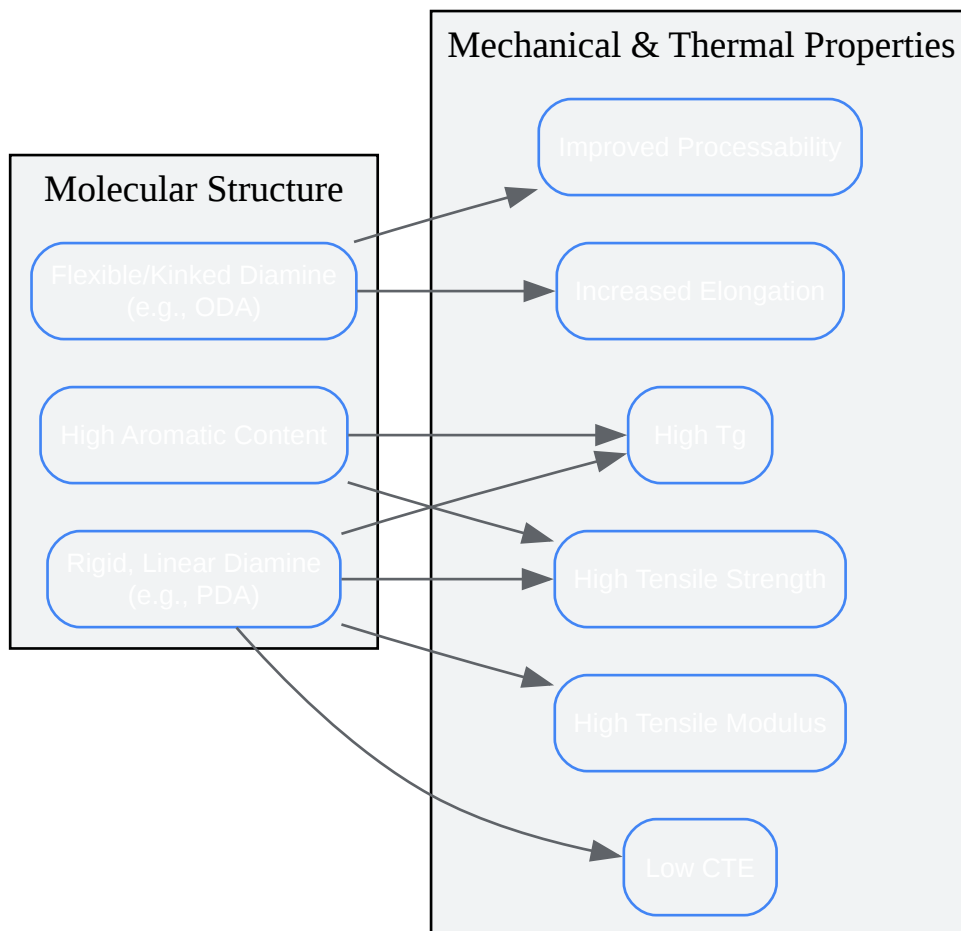 Molecular Structure
Flexible/Kinked Diamine
(e.g., ODA)
High Aromatic Content
Rigid, Linear Diamine
(e.g., PDA)
Mechanical & Thermal Properties
Improved Processability
Increased Elongation
High Tg
High Tensile Strength
High Tensile Modulus
Low CTE